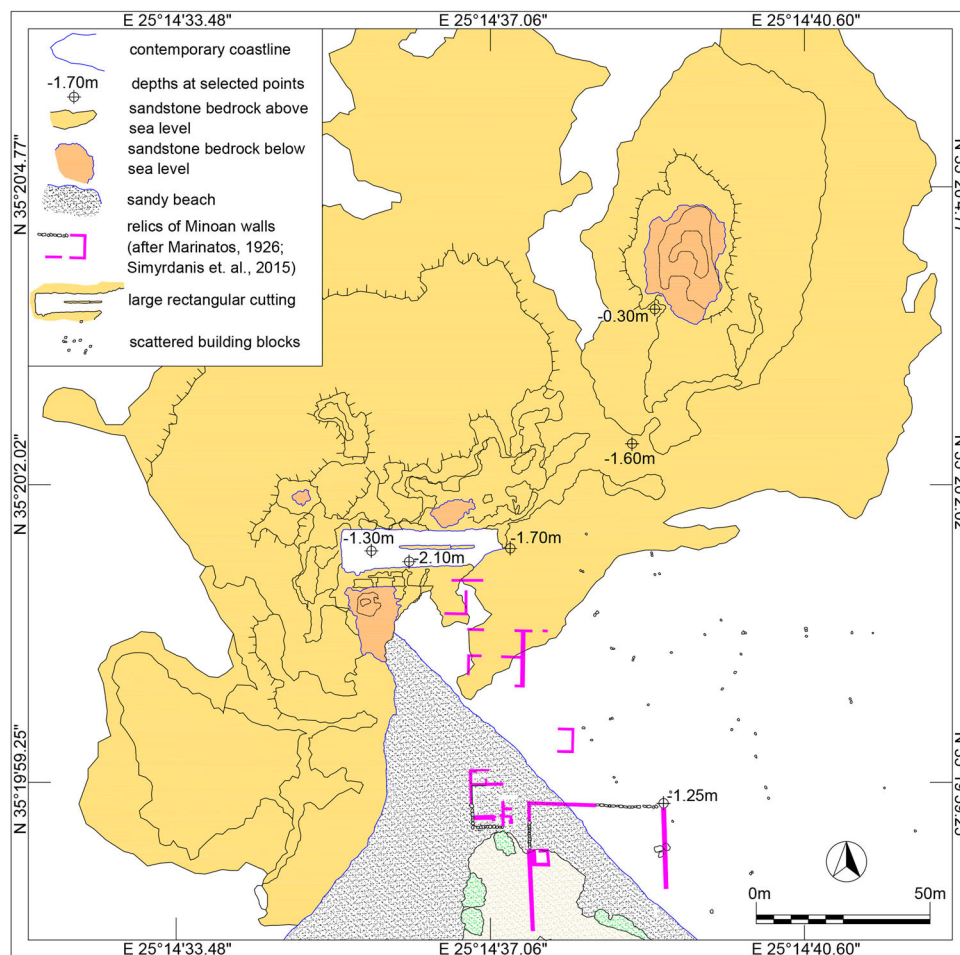 E 25°14'33.48"
E 25°14'37.06"
E 25°14'40.60"
contemporary coastline
-1.70m
depths at selected points
sandstone bedrock above
sea level
sandstone bedrock below
sea level
sandy beach
relics of Minoan walls
(after Marinatos, 1926;
Simyrdanis et. al., 2015)
large rectangular cutting
scattered building blocks
N 35°20'4.77"
N 35°20'2.02"
N 35°19'59.25"
-0.30m
-1.60m
-1.30m
-1.70m
-2.10m
-1.25m
0m
50m
E 25°14'33.48"
E 25°14'37.06"
E 25°14'40.60"